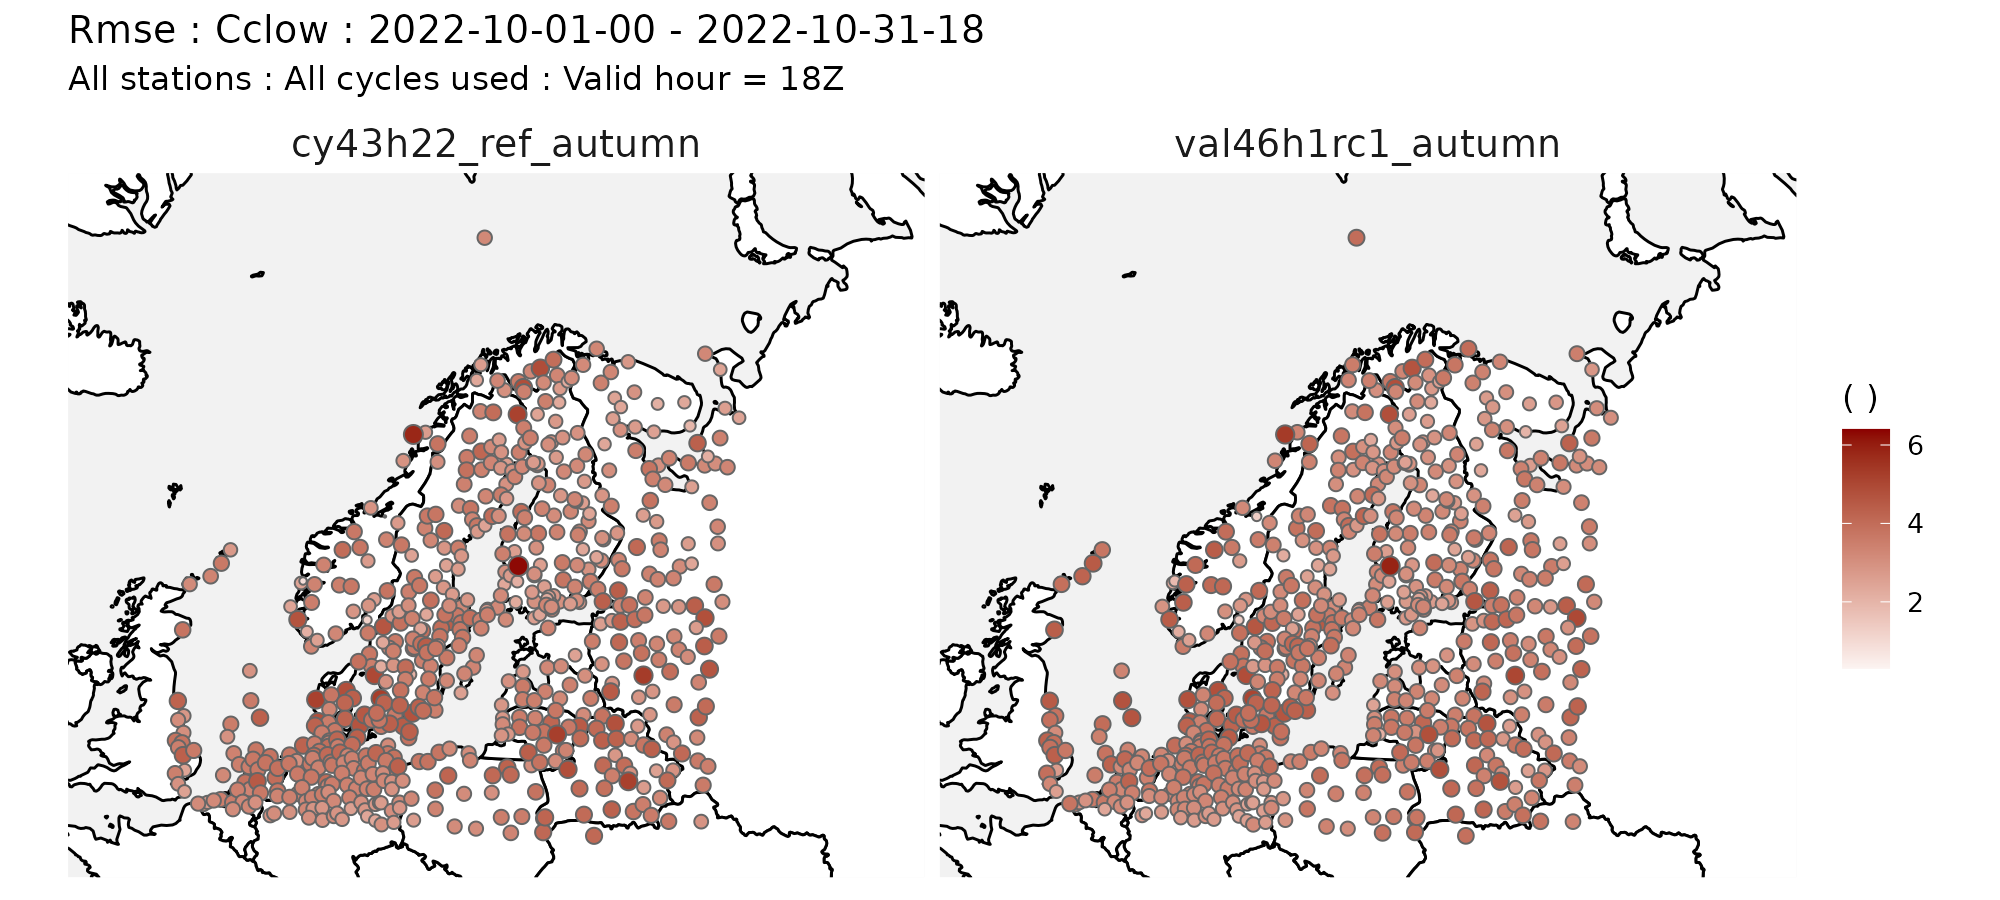 Rmse : Cclow : 2022-10-01-00 - 2022-10-31-18
All stations : All cycles used : Valid hour = 18Z
cy43h22_ref_autumn
val46h1rc1_autumn
( )
6
4
2